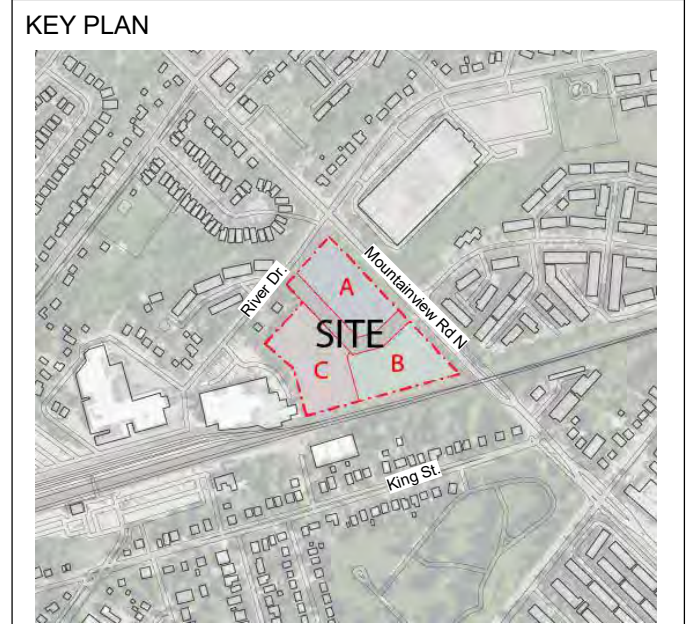 KEY PLAN
River Dr.
Mountainview Rd N
A
SITE
C
B
King St.